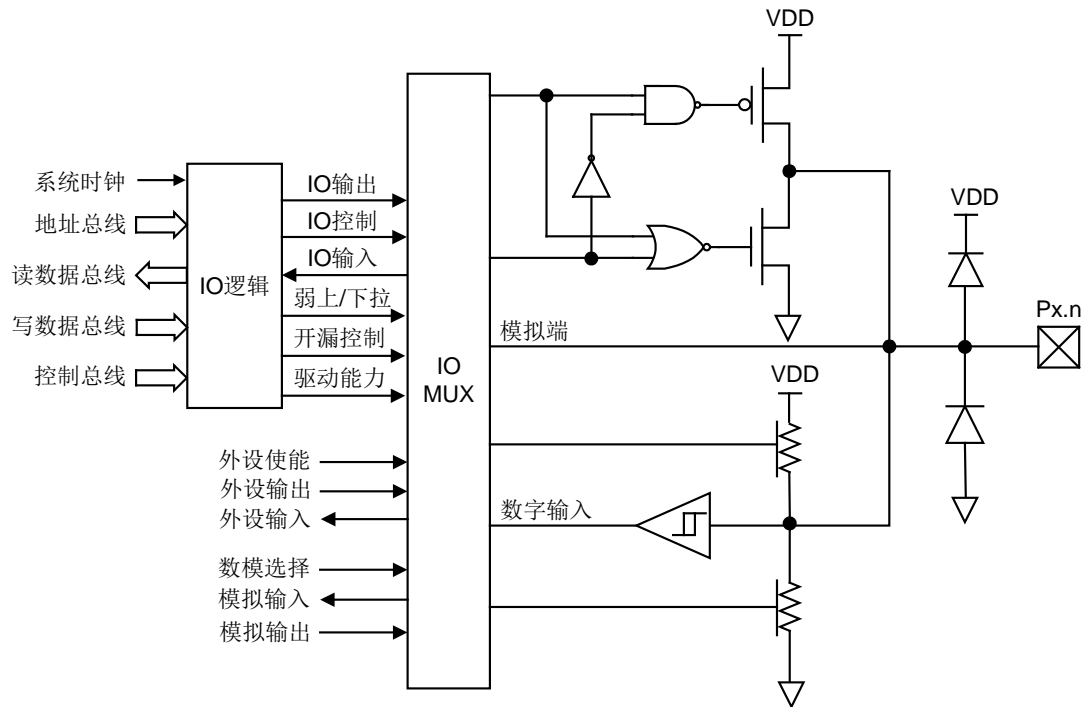 VDD
系统时钟
地址总线
读数据总线
写数据总线
控制总线
IO逻辑
IO输出
IO控制
IO输入
弱上/下拉
开漏控制
驱动能力
IO
MUX
外设使能
外设输出
外设输入
数模选择
模拟输入
模拟输出
模拟端
VDD
数字输入
VDD
Px.n